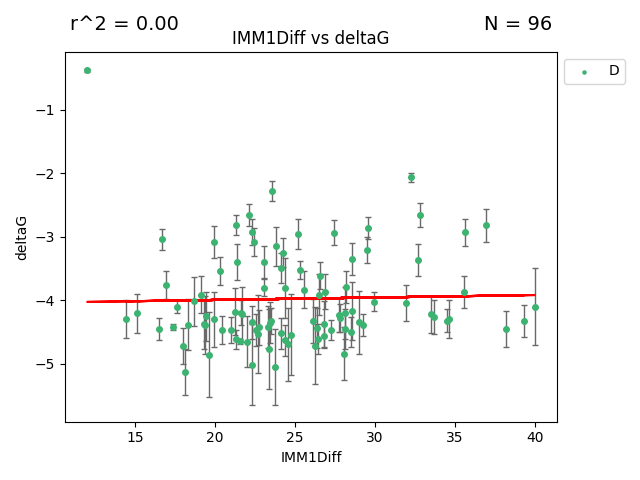 r^2 = 0.00
N = 96
IMM1Diff vs deltaG
D
−1
−2
−3
−4
−5
deltaG
15 20 25 30 35 40
IMM1Diff